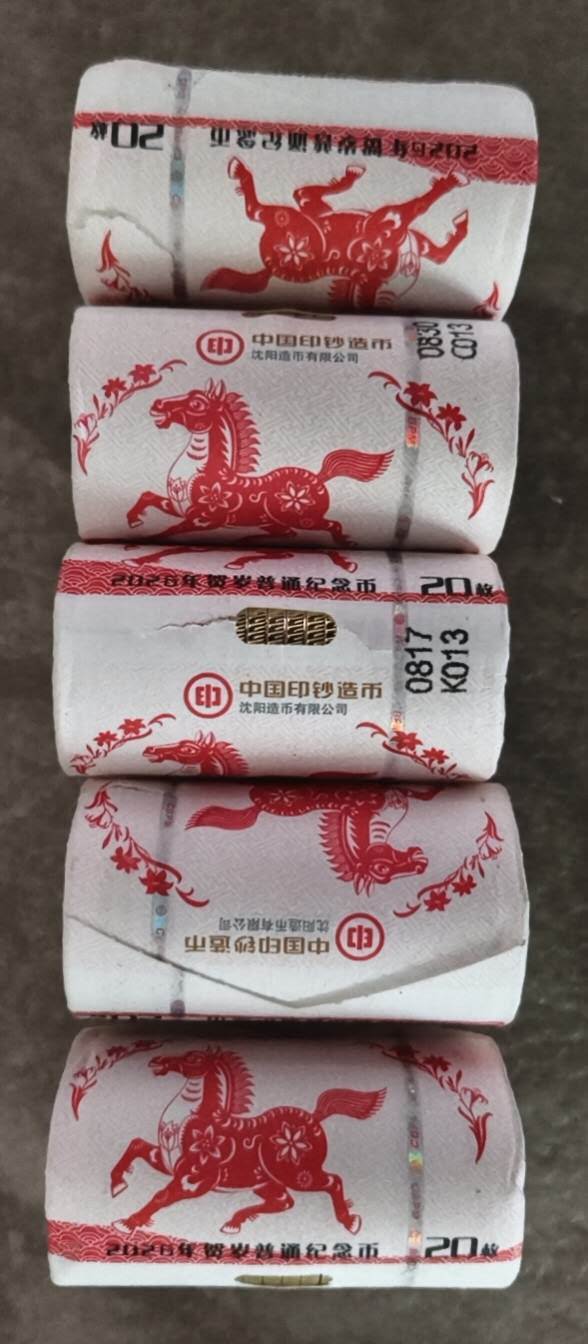 20枚
2026年贺岁普通纪念币
中国印钞造币
沈阳造币有限公司
0830
C013
2026年贺岁普通纪念币
20枚
0817
K013
中国印钞造币
沈阳造币有限公司
中国印钞造币
沈阳造币有限公司
2026年贺岁普通纪念币
20枚